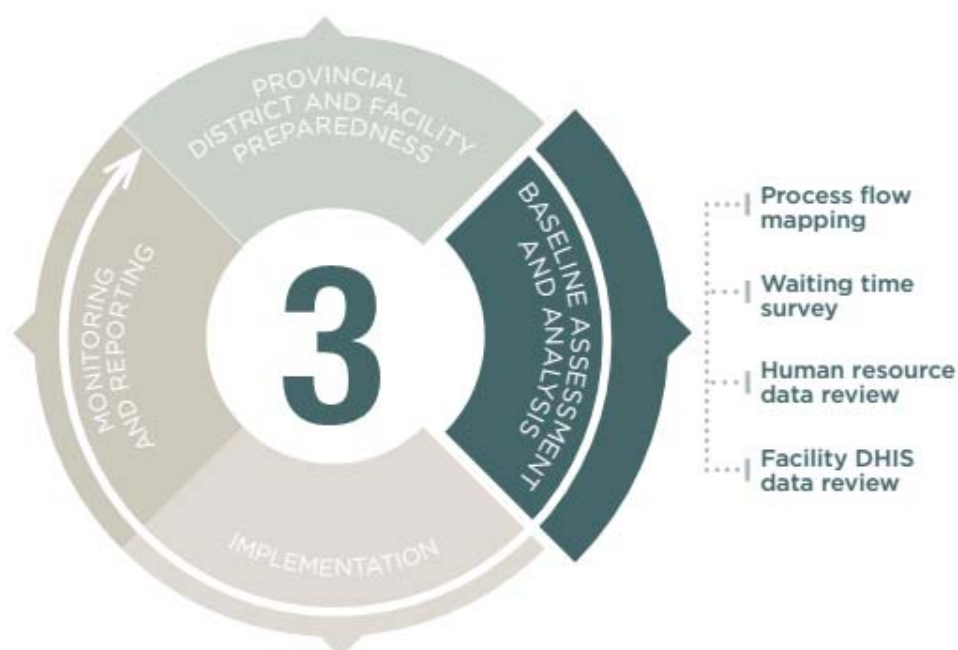 PROVINCIAL
DISTRICT AND FACILITY
PREPAREDNESS
BASELINE ASSESSMENT
AND ANALYSIS
IMPLEMENTATION
MONITORING
AND REPORTING
3
Process flow
mapping
Waiting time
survey
Human resource
data review
Facility DHIS
data review